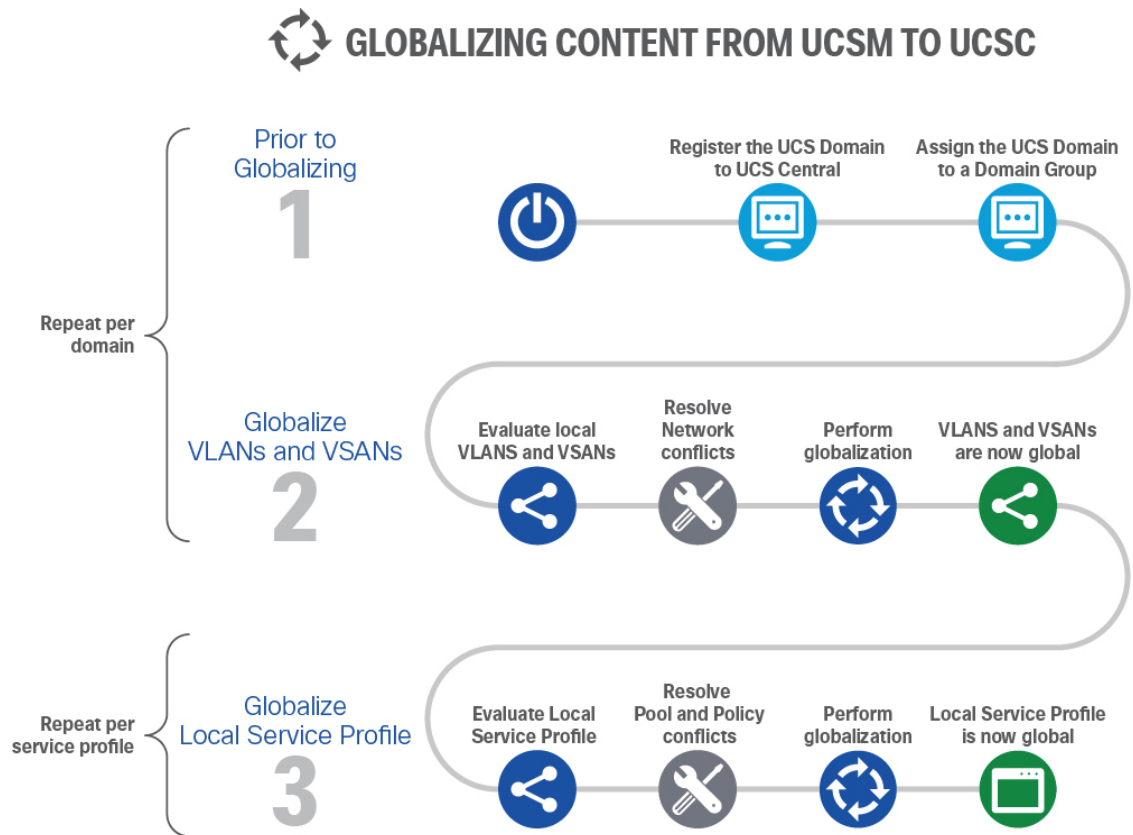 GLOBALIZING CONTENT FROM UCSM TO UCSC
Repeat per
domain
Prior to
Globalizing
1
Register the UCS Domain
to UCS Central
Assign the UCS Domain
to a Domain Group
Globalize
VLANs and VSANs
2
Evaluate local
VLANS and VSANs
Resolve
Network
conflicts
Perform
globalization
VLANS and VSANs
are now global
Repeat per
service profile
Globalize
Local Service Profile
3
Evaluate Local
Service Profile
Resolve
Pool and Policy
conflicts
Perform
globalization
Local Service Profile
is now global